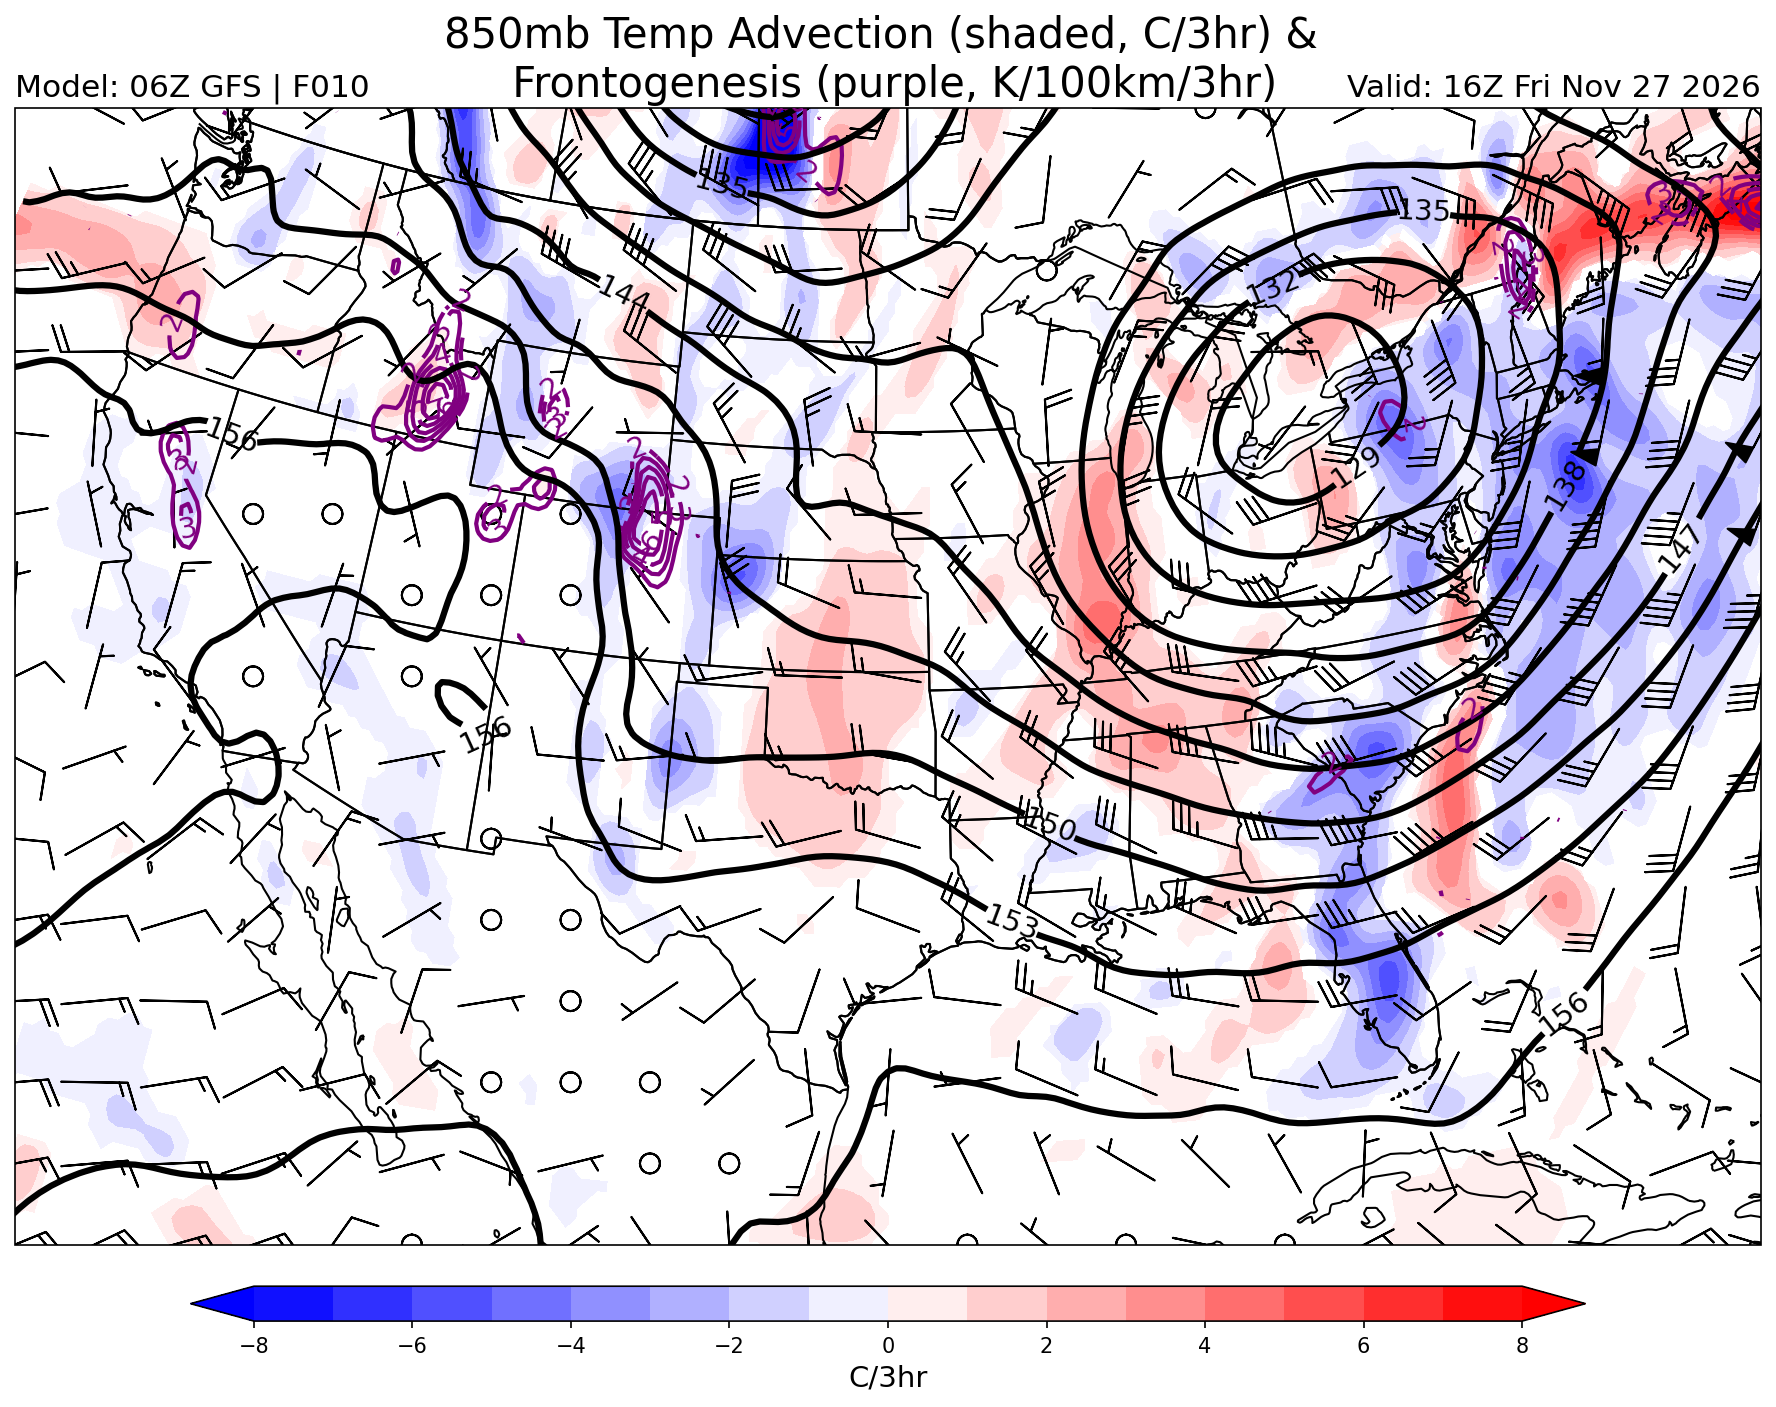 850mb Temp Advection (shaded, C/3hr) &
Frontogenesis (purple, K/100km/3hr)
Model: 06Z GFS | F010
Valid: 16Z Fri Nov 27 2026
135
135
144
132
156
129
138
147
156
150
153
156
−8 −6 −4 −2 0 2 4 6 8
C/3hr